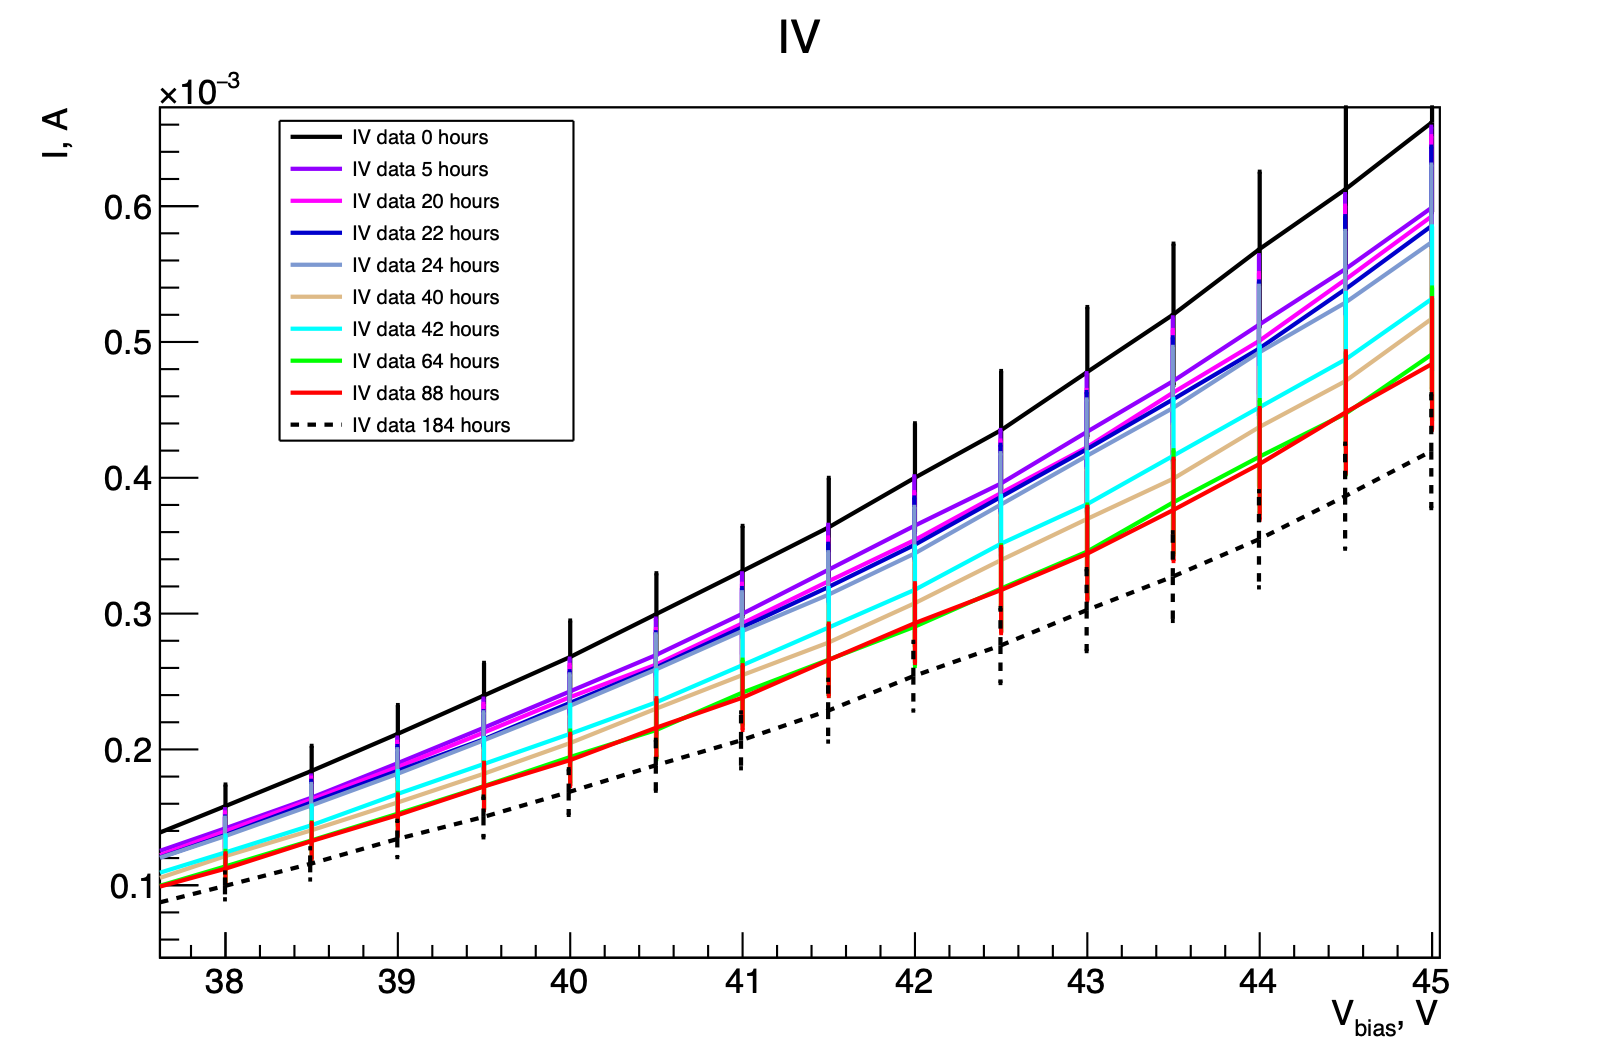 IV
×10⁻³
I, A
IV data 0 hours
IV data 5 hours
IV data 20 hours
IV data 22 hours
IV data 24 hours
IV data 40 hours
IV data 42 hours
IV data 64 hours
IV data 88 hours
IV data 184 hours
0.6
0.5
0.4
0.3
0.2
0.1
38 39 40 41 42 43 44 45
V_bias, V